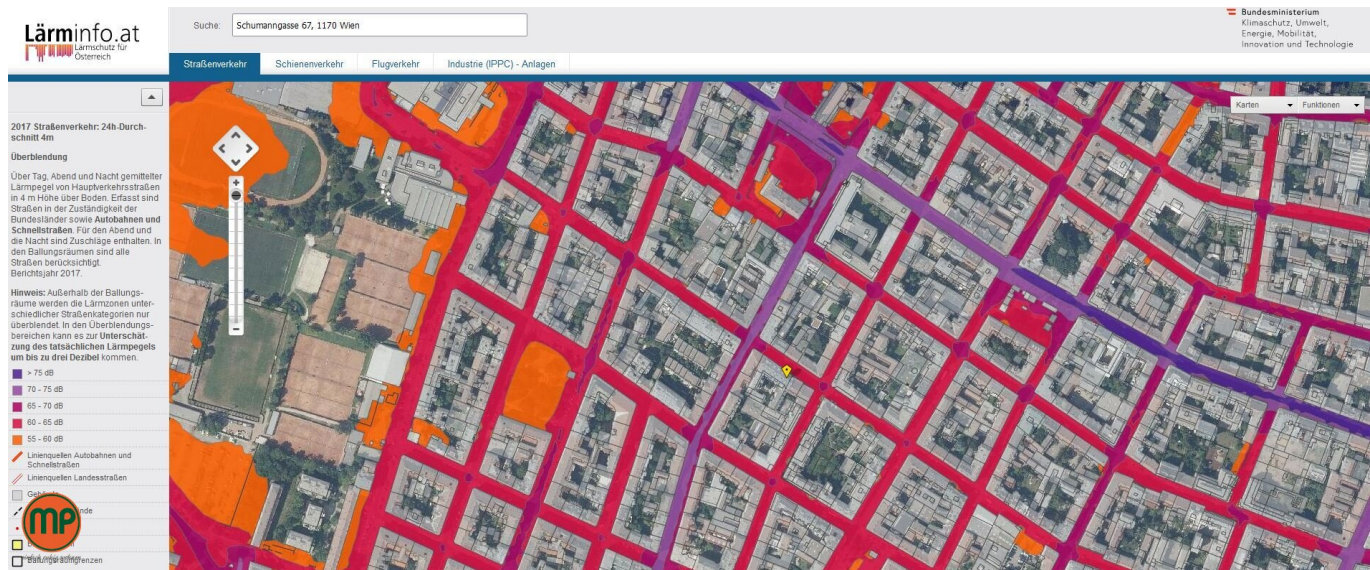 Lärminfo.at
Lärmschutz für
Österreich
Suche:
Schumanngasse 67, 1170 Wien
Bundesministerium
Klimaschutz, Umwelt,
Energie, Mobilität,
Innovation und Technologie
Straßenverkehr
Schienenverkehr
Flugverkehr
Industrie (IPPC) - Anlagen
Karten
Funktionen
2017 Straßenverkehr: 24h-Durch-
schnitt 4m
Überblendung
Über Tag, Abend und Nacht gemittelter
Lärmpegel von Hauptverkehrsstraßen
in 4 m Höhe über Boden. Erfasst sind
Straßen in der Zuständigkeit der
Bundesländer sowie Autobahnen und
Schnellstraßen. Für den Abend und
die Nacht sind Zuschläge enthalten. In
den Ballungsräumen sind alle
Straßen berücksichtigt.
Berichtsjahr 2017.
Hinweis: Außerhalb der Ballungs-
räume werden die Lärmzonen unter-
schiedlicher Straßenkategorien nur
überblendet. In den Überblendungs-
bereichen kann es zur Unterschät-
zung des tatsächlichen Lärmpegels
um bis zu drei Dezibel kommen.
> 75 dB
70 - 75 dB
65 - 70 dB
60 - 65 dB
55 - 60 dB
Linienquellen Autobahnen und
Schnellstraßen
Linienquellen Landesstraßen
MP
Ballungsraumgrenzen